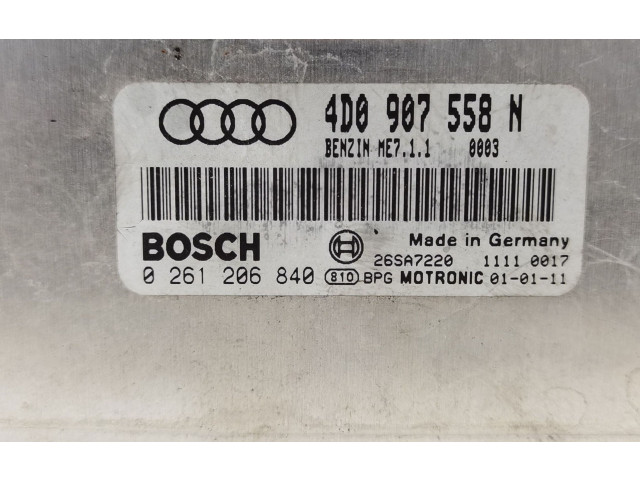 4D0 907 558 N
BENZIN ME7.1.1 0003
BOSCH Made in Germany
26SA7220 1111 0017
0 261 206 840 810 BPG MOTRONIC 01-01-11